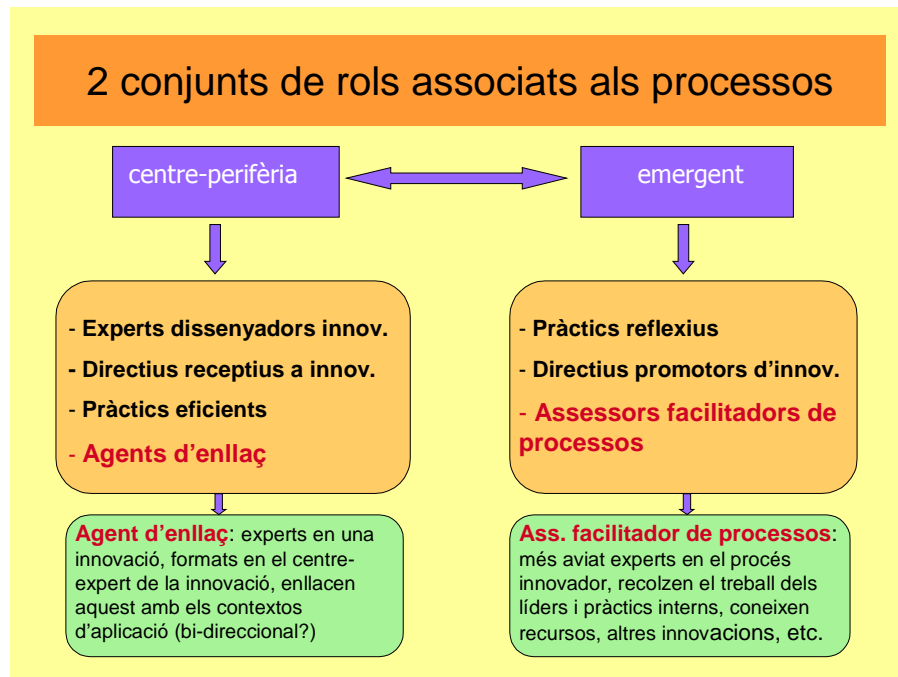 2 conjunts de rols associats als processos
centre-perifèria
emergent
- Experts dissenyadors innov.
- Directius receptius a innov.
- Pràctics eficients
- Agents d’enllaç
- Pràctics reflexius
- Directius promotors d’innov.
- Assessors facilitadors de
processos
Agent d’enllaç: experts en una
innovació, formats en el centre-
expert de la innovació, enllacen
aquest amb els contextos
d’aplicació (bi-direccional?)
Ass. facilitador de processos:
més aviat experts en el procés
innovador, recolzen el treball dels
líders i pràctics interns, coneixen
recursos, altres innovacions, etc.